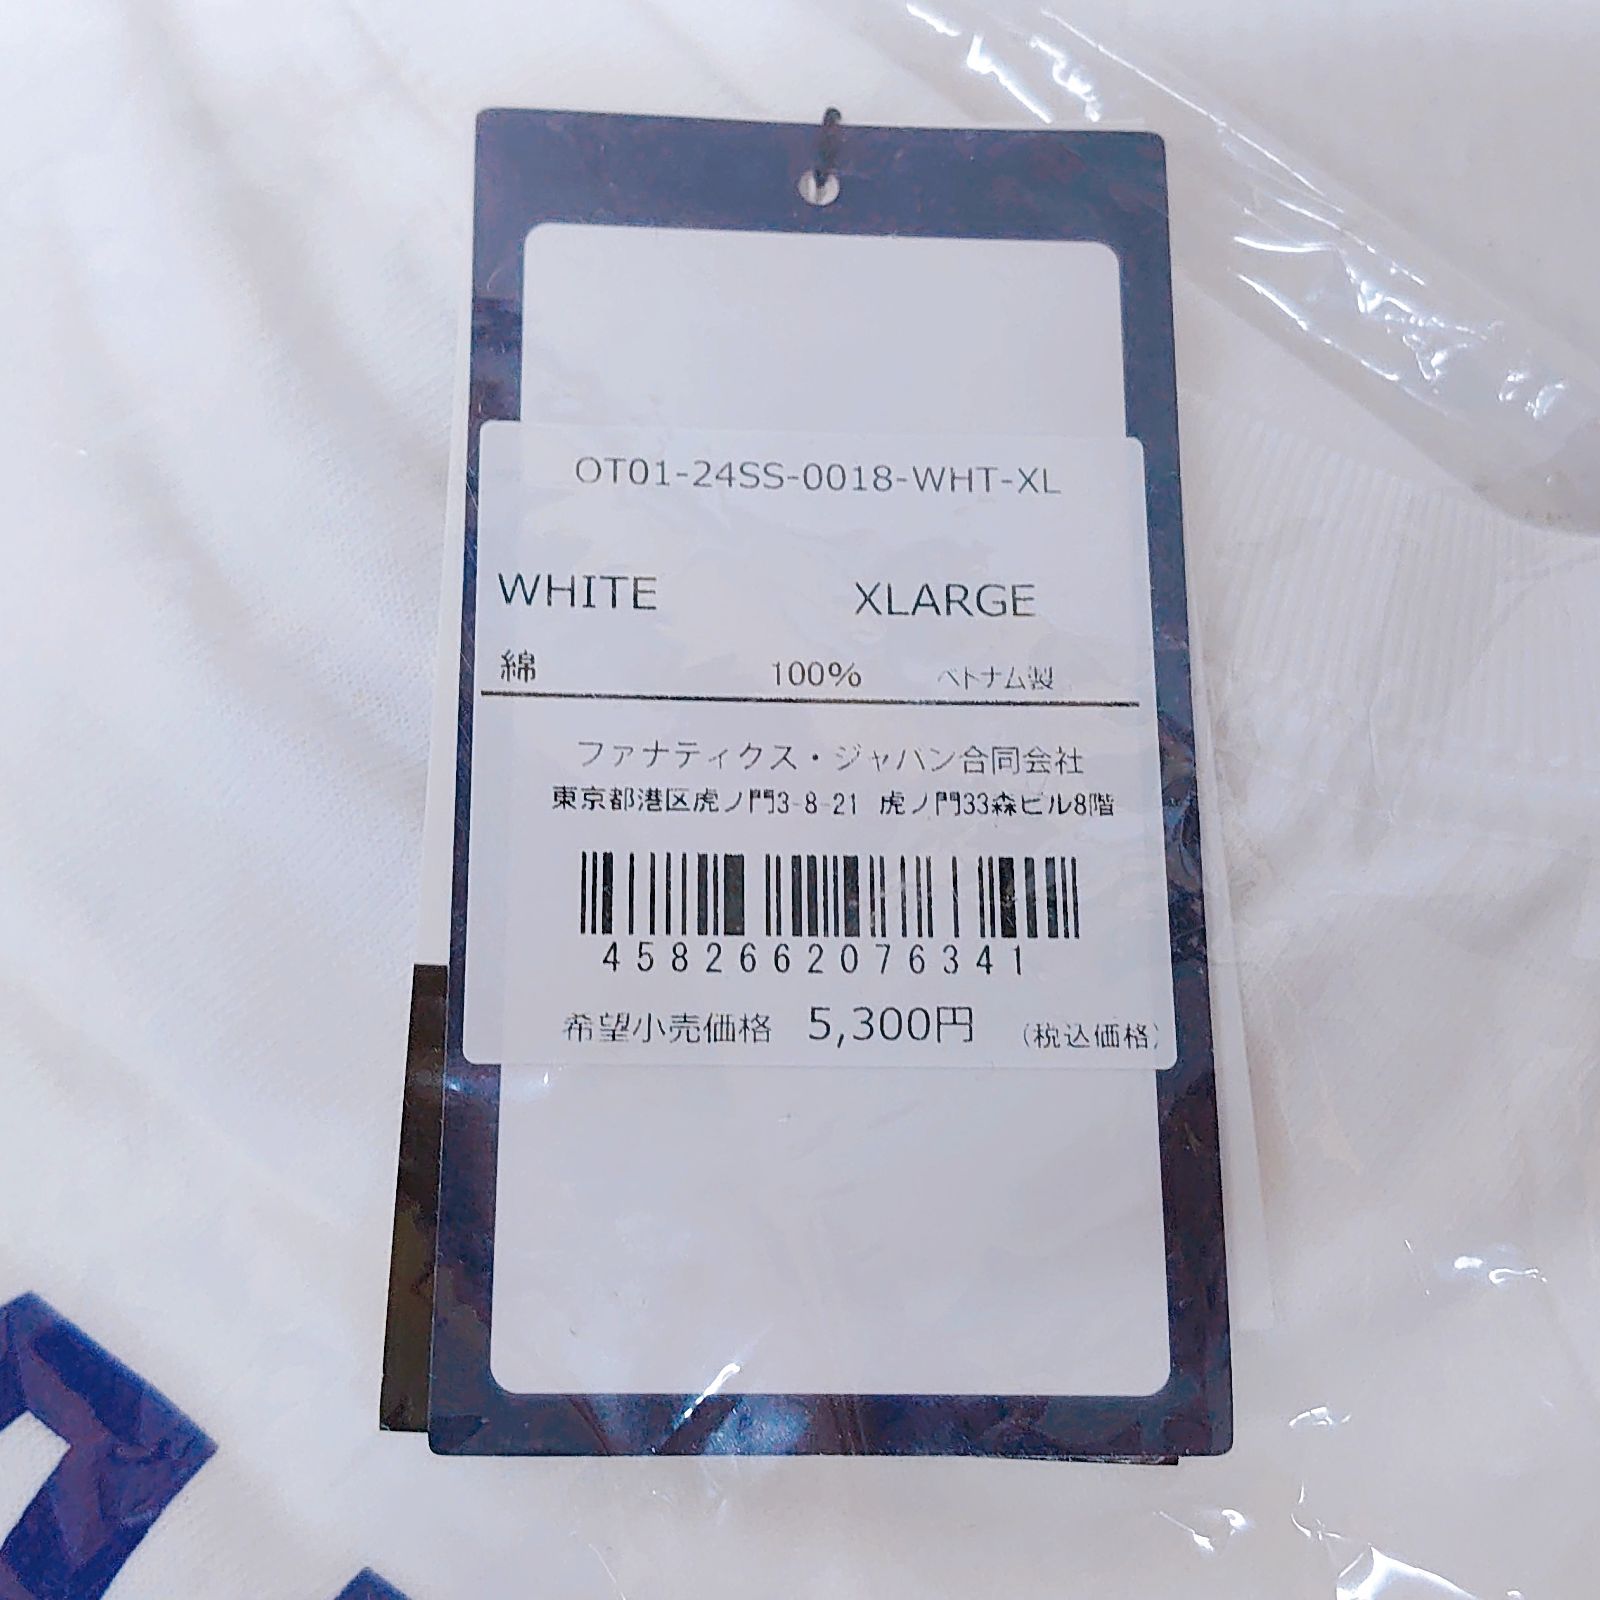 OT01-24SS-0018-WHT-XL
WHITE XLARGE
綿 100% ベトナム製
ファナティクス・ジャパン合同会社
東京都港区虎ノ門3-8-21 虎ノ門33森ビル8階
4582662076341
希望小売価格 5,300円 (税込価格)